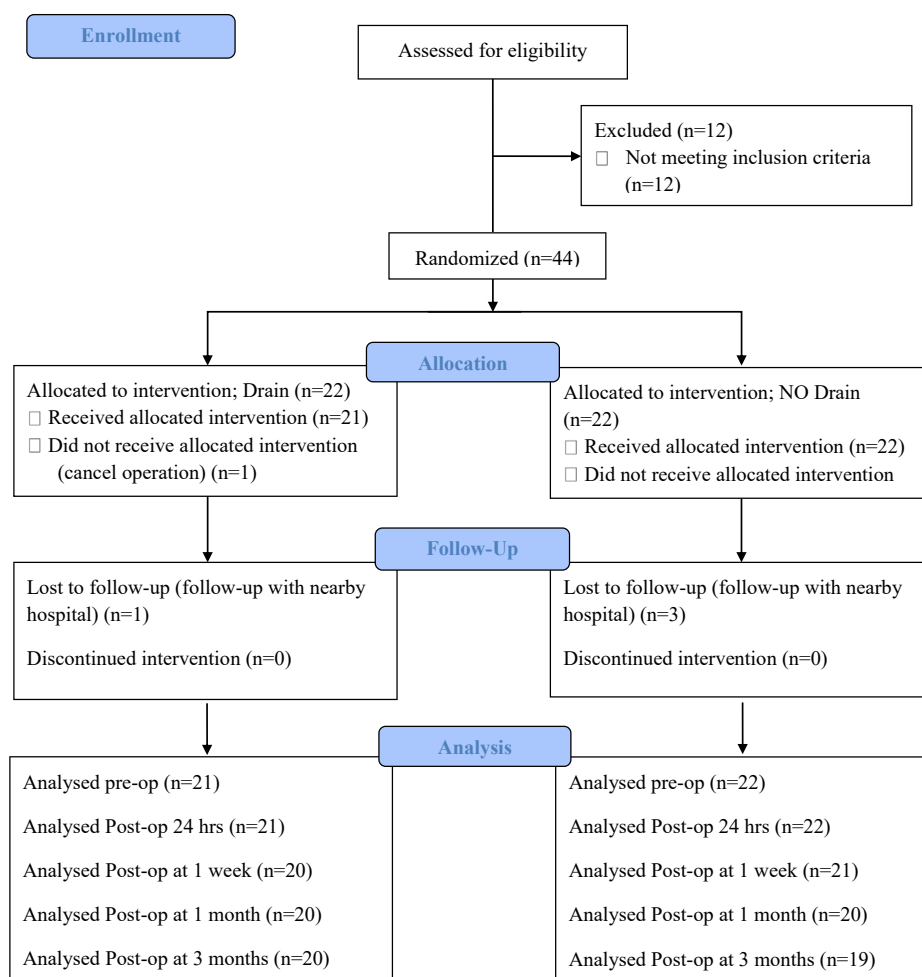 Enrollment
Assessed for eligibility
Excluded (n=12)
□ Not meeting inclusion criteria
(n=12)
Randomized (n=44)
Allocation
Allocated to intervention; Drain (n=22)
□ Received allocated intervention (n=21)
□ Did not receive allocated intervention
(cancel operation) (n=1)
Allocated to intervention; NO Drain
(n=22)
□ Received allocated intervention (n=22)
□ Did not receive allocated intervention
Follow-Up
Lost to follow-up (follow-up with nearby
hospital) (n=1)
Discontinued intervention (n=0)
Lost to follow-up (follow-up with nearby
hospital) (n=3)
Discontinued intervention (n=0)
Analysis
Analysed pre-op (n=21)
Analysed Post-op 24 hrs (n=21)
Analysed Post-op at 1 week (n=20)
Analysed Post-op at 1 month (n=20)
Analysed Post-op at 3 months (n=20)
Analysed pre-op (n=22)
Analysed Post-op 24 hrs (n=22)
Analysed Post-op at 1 week (n=21)
Analysed Post-op at 1 month (n=20)
Analysed Post-op at 3 months (n=19)